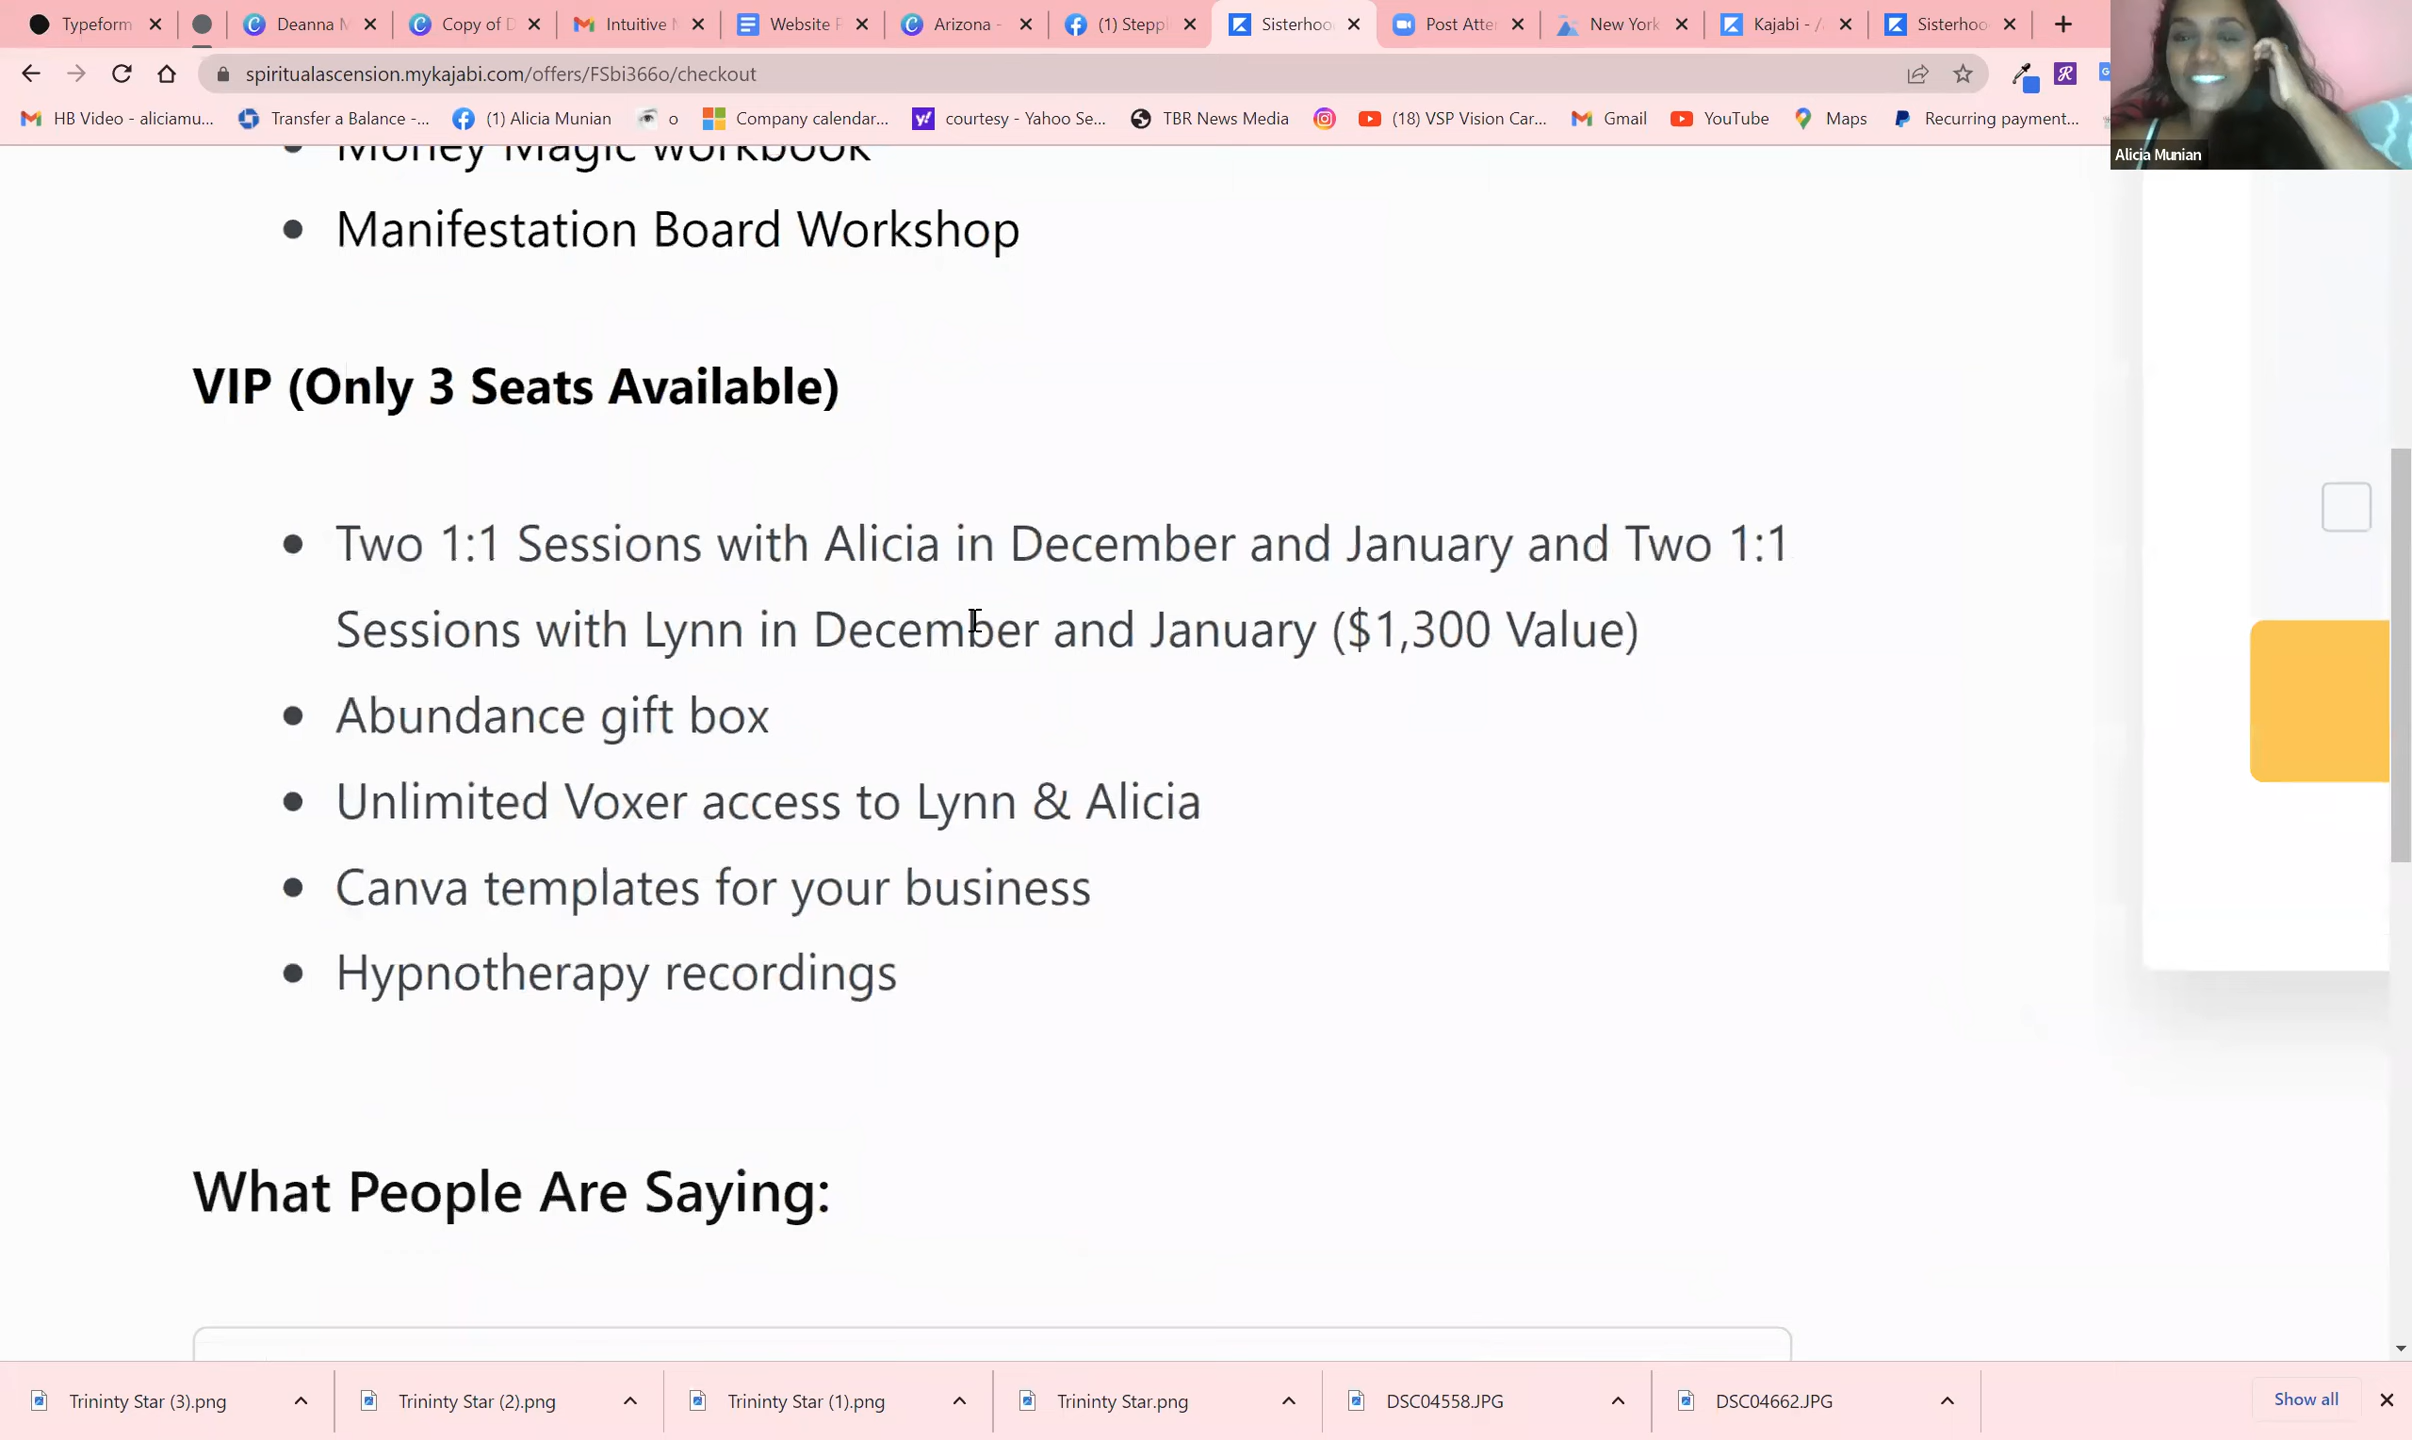 Typeform
Deanna M
Copy of D
Intuitive M
Website P
Arizona -
(1) Steppi
Sisterhoo
Post Atte
New York
Kajabi - /
Sisterhoo
spiritualascension.mykajabi.com/offers/FSbi366o/checkout
HB Video - aliciamu...
Transfer a Balance -...
(1) Alicia Munian
o
Company calendar...
courtesy - Yahoo Se...
TBR News Media
(18) VSP Vision Car...
Gmail
YouTube
Maps
Recurring payment...
Alicia Munian
Money Magic workbook
Manifestation Board Workshop
VIP (Only 3 Seats Available)
Two 1:1 Sessions with Alicia in December and January and Two 1:1
Sessions with Lynn in December and January ($1,300 Value)
Abundance gift box
Unlimited Voxer access to Lynn & Alicia
Canva templates for your business
Hypnotherapy recordings
What People Are Saying:
Trininty Star (3).png
Trininty Star (2).png
Trininty Star (1).png
Trininty Star.png
DSC04558.JPG
DSC04662.JPG
Show all